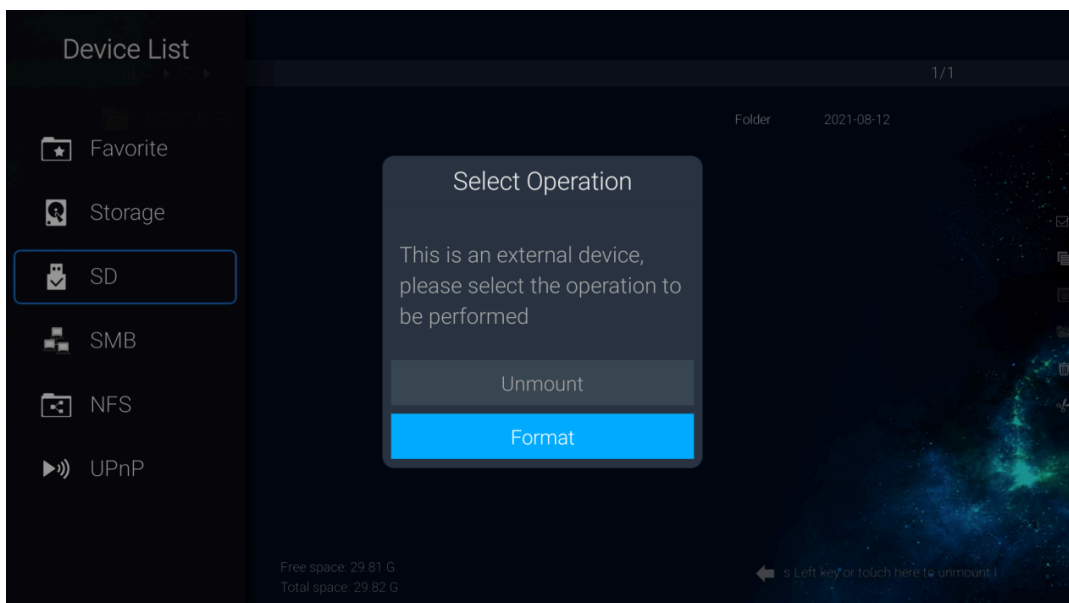 Device List
1/1
Folder 2021-08-12
Favorite
Storage
SD
SMB
NFS
UPnP
Select Operation
This is an external device,
please select the operation to
be performed
Unmount
Format
Free space: 29.81 G
Total space: 29.82 G
s Left key or touch here to unmount